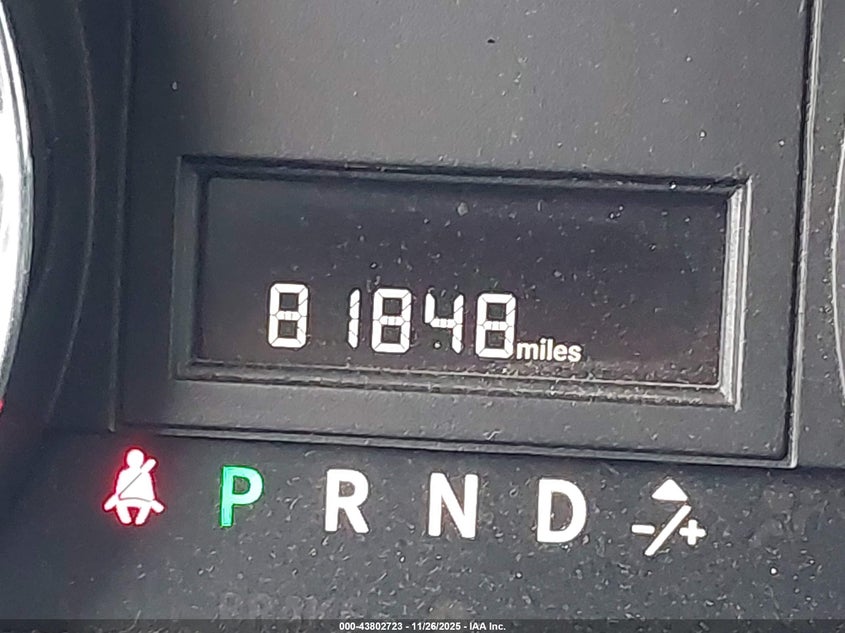 81848 miles
P R N D -/+
000-43802723 - 11/26/2025 - IAA Inc.